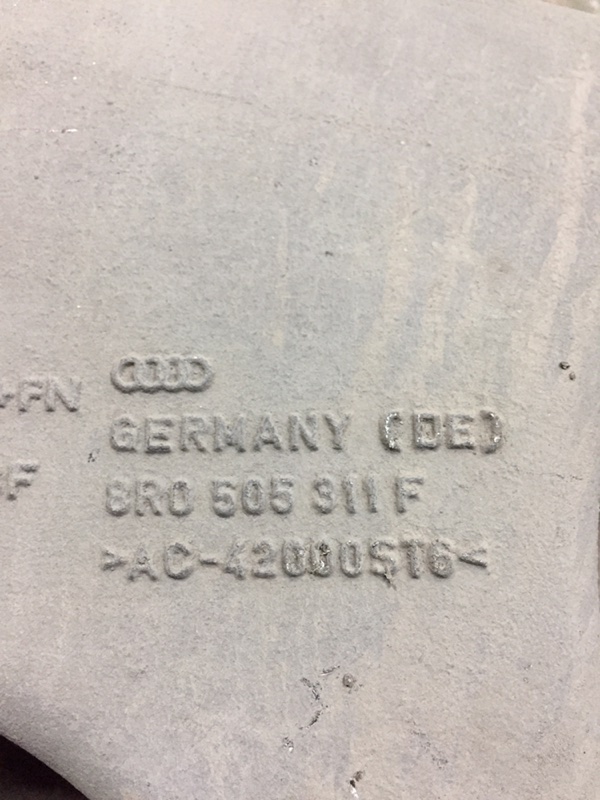 GERMANY (DE)
8R0 505 311 F
>AC-42000ST6<